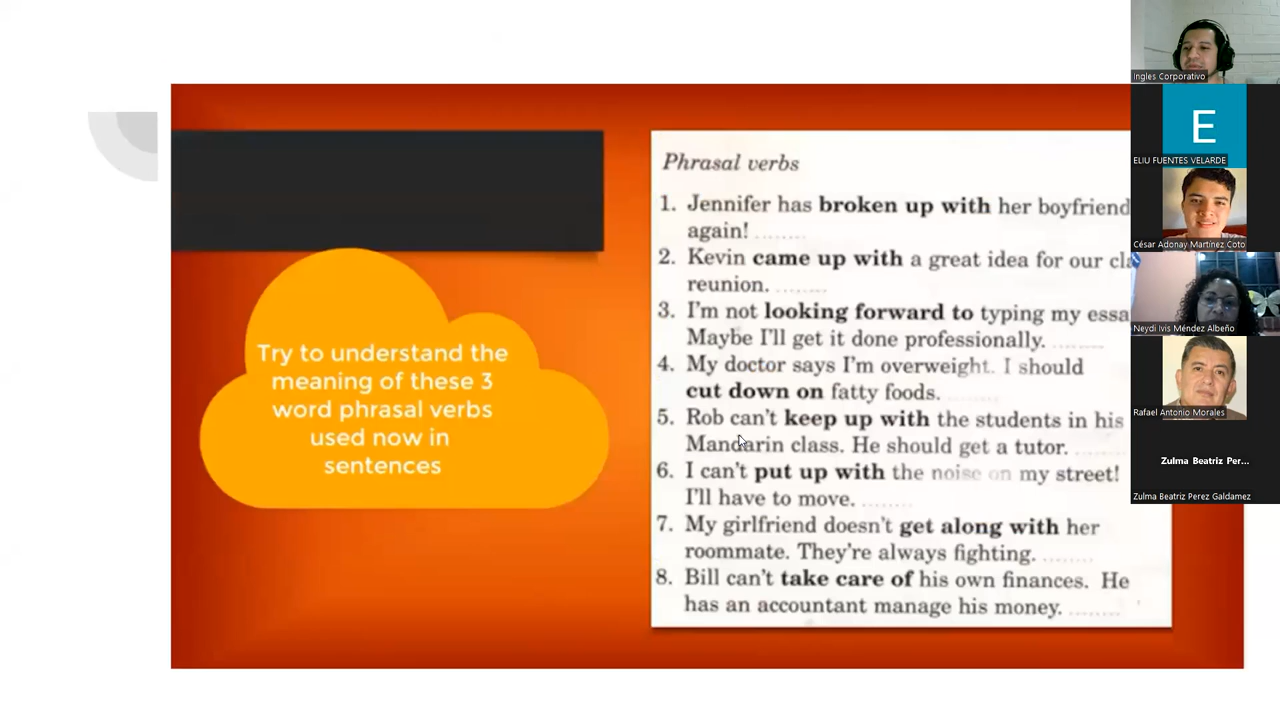 Try to understand the
meaning of these 3
word phrasal verbs
used now in
sentences
Phrasal verbs
1. Jennifer has broken up with her boyfriend
again! ........
2. Kevin came up with a great idea for our cla
reunion. ........
3. I'm not looking forward to typing my essa
Maybe I'll get it done professionally. ........
4. My doctor says I'm overweight. I should
cut down on fatty foods. ........
5. Rob can't keep up with the students in his
Mandarin class. He should get a tutor. ........
6. I can't put up with the noise on my street!
I'll have to move. ........
7. My girlfriend doesn't get along with her
roommate. They're always fighting. ........
8. Bill can't take care of his own finances. He
has an accountant manage his money. ........
Ingles Corporativo
E
ELIU FUENTES VELARDE
César Adonay Martínez Coto
Neydi Ivis Méndez Albeño
Rafael Antonio Morales
Zulma Beatriz Per...
Zulma Beatriz Perez Galdamez